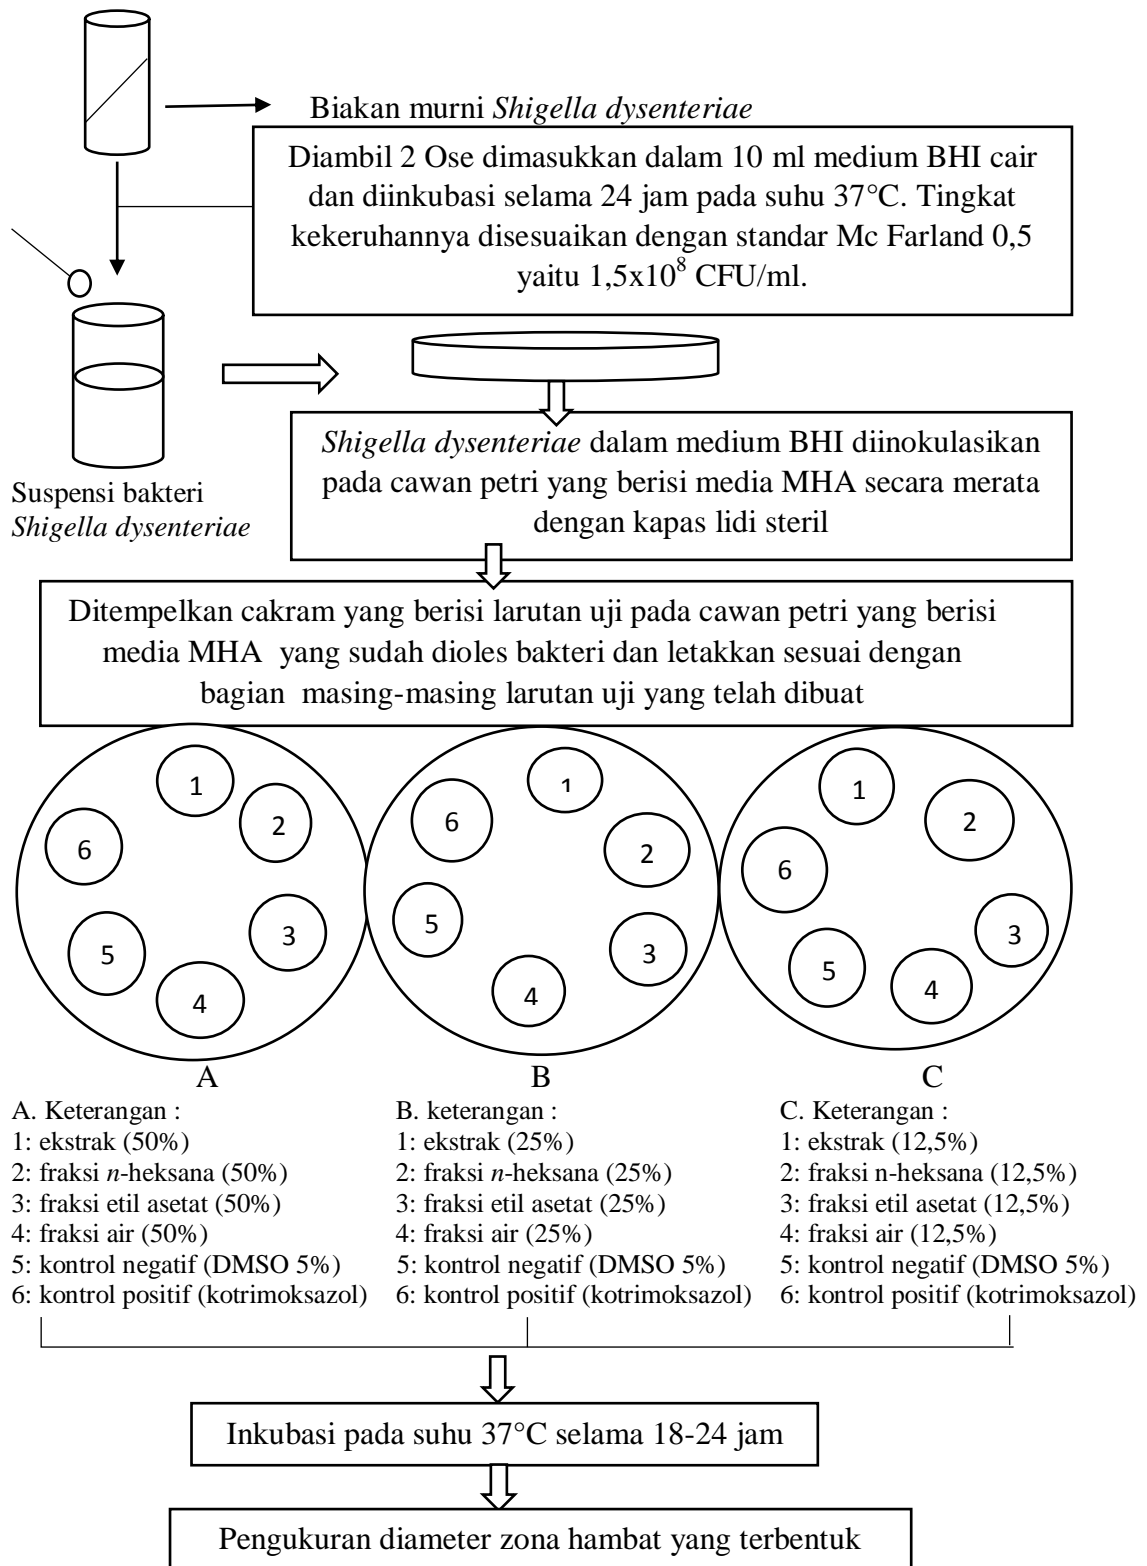 Biakan murni Shigella dysenteriae
Diambil 2 Ose dimasukkan dalam 10 ml medium BHI cair
dan diinkubasi selama 24 jam pada suhu 37°C. Tingkat
kekeruhannya disesuaikan dengan standar Mc Farland 0,5
yaitu 1,5x10⁸ CFU/ml.
Suspensi bakteri
Shigella dysenteriae
Shigella dysenteriae dalam medium BHI diinokulasikan
pada cawan petri yang berisi media MHA secara merata
dengan kapas lidi steril
Ditempelkan cakram yang berisi larutan uji pada cawan petri yang berisi
media MHA yang sudah dioles bakteri dan letakkan sesuai dengan
bagian masing-masing larutan uji yang telah dibuat
1
2
3
4
5
6
1
2
3
4
5
6
1
2
3
4
5
6
A
B
C
A. Keterangan :
1: ekstrak (50%)
2: fraksi n-heksana (50%)
3: fraksi etil asetat (50%)
4: fraksi air (50%)
5: kontrol negatif (DMSO 5%)
6: kontrol positif (kotrimoksazol)
B. keterangan :
1: ekstrak (25%)
2: fraksi n-heksana (25%)
3: fraksi etil asetat (25%)
4: fraksi air (25%)
5: kontrol negatif (DMSO 5%)
6: kontrol positif (kotrimoksazol)
C. Keterangan :
1: ekstrak (12,5%)
2: fraksi n-heksana (12,5%)
3: fraksi etil asetat (12,5%)
4: fraksi air (12,5%)
5: kontrol negatif (DMSO 5%)
6: kontrol positif (kotrimoksazol)
Inkubasi pada suhu 37°C selama 18-24 jam
Pengukuran diameter zona hambat yang terbentuk